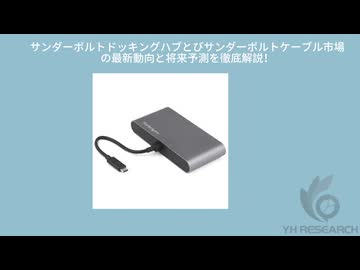 サンダーボルトドッキングハブとびサンダーボルトケーブル市場
の最新動向と将来予測を徹底解説！
YH RESEARCH